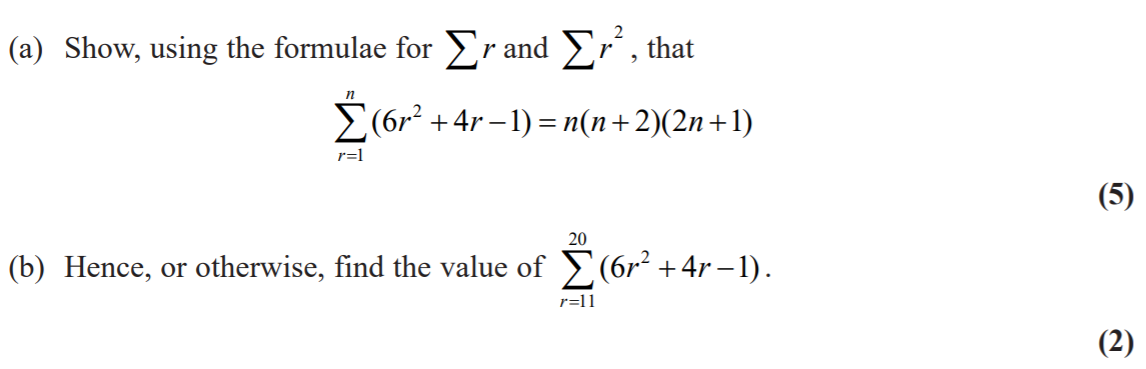 (a) Show, using the formulae for ∑r and ∑r², that
∑_{r=1}^{n}(6r² + 4r − 1) = n(n + 2)(2n + 1)
(5)
(b) Hence, or otherwise, find the value of ∑_{r=11}^{20}(6r² + 4r − 1).
(2)